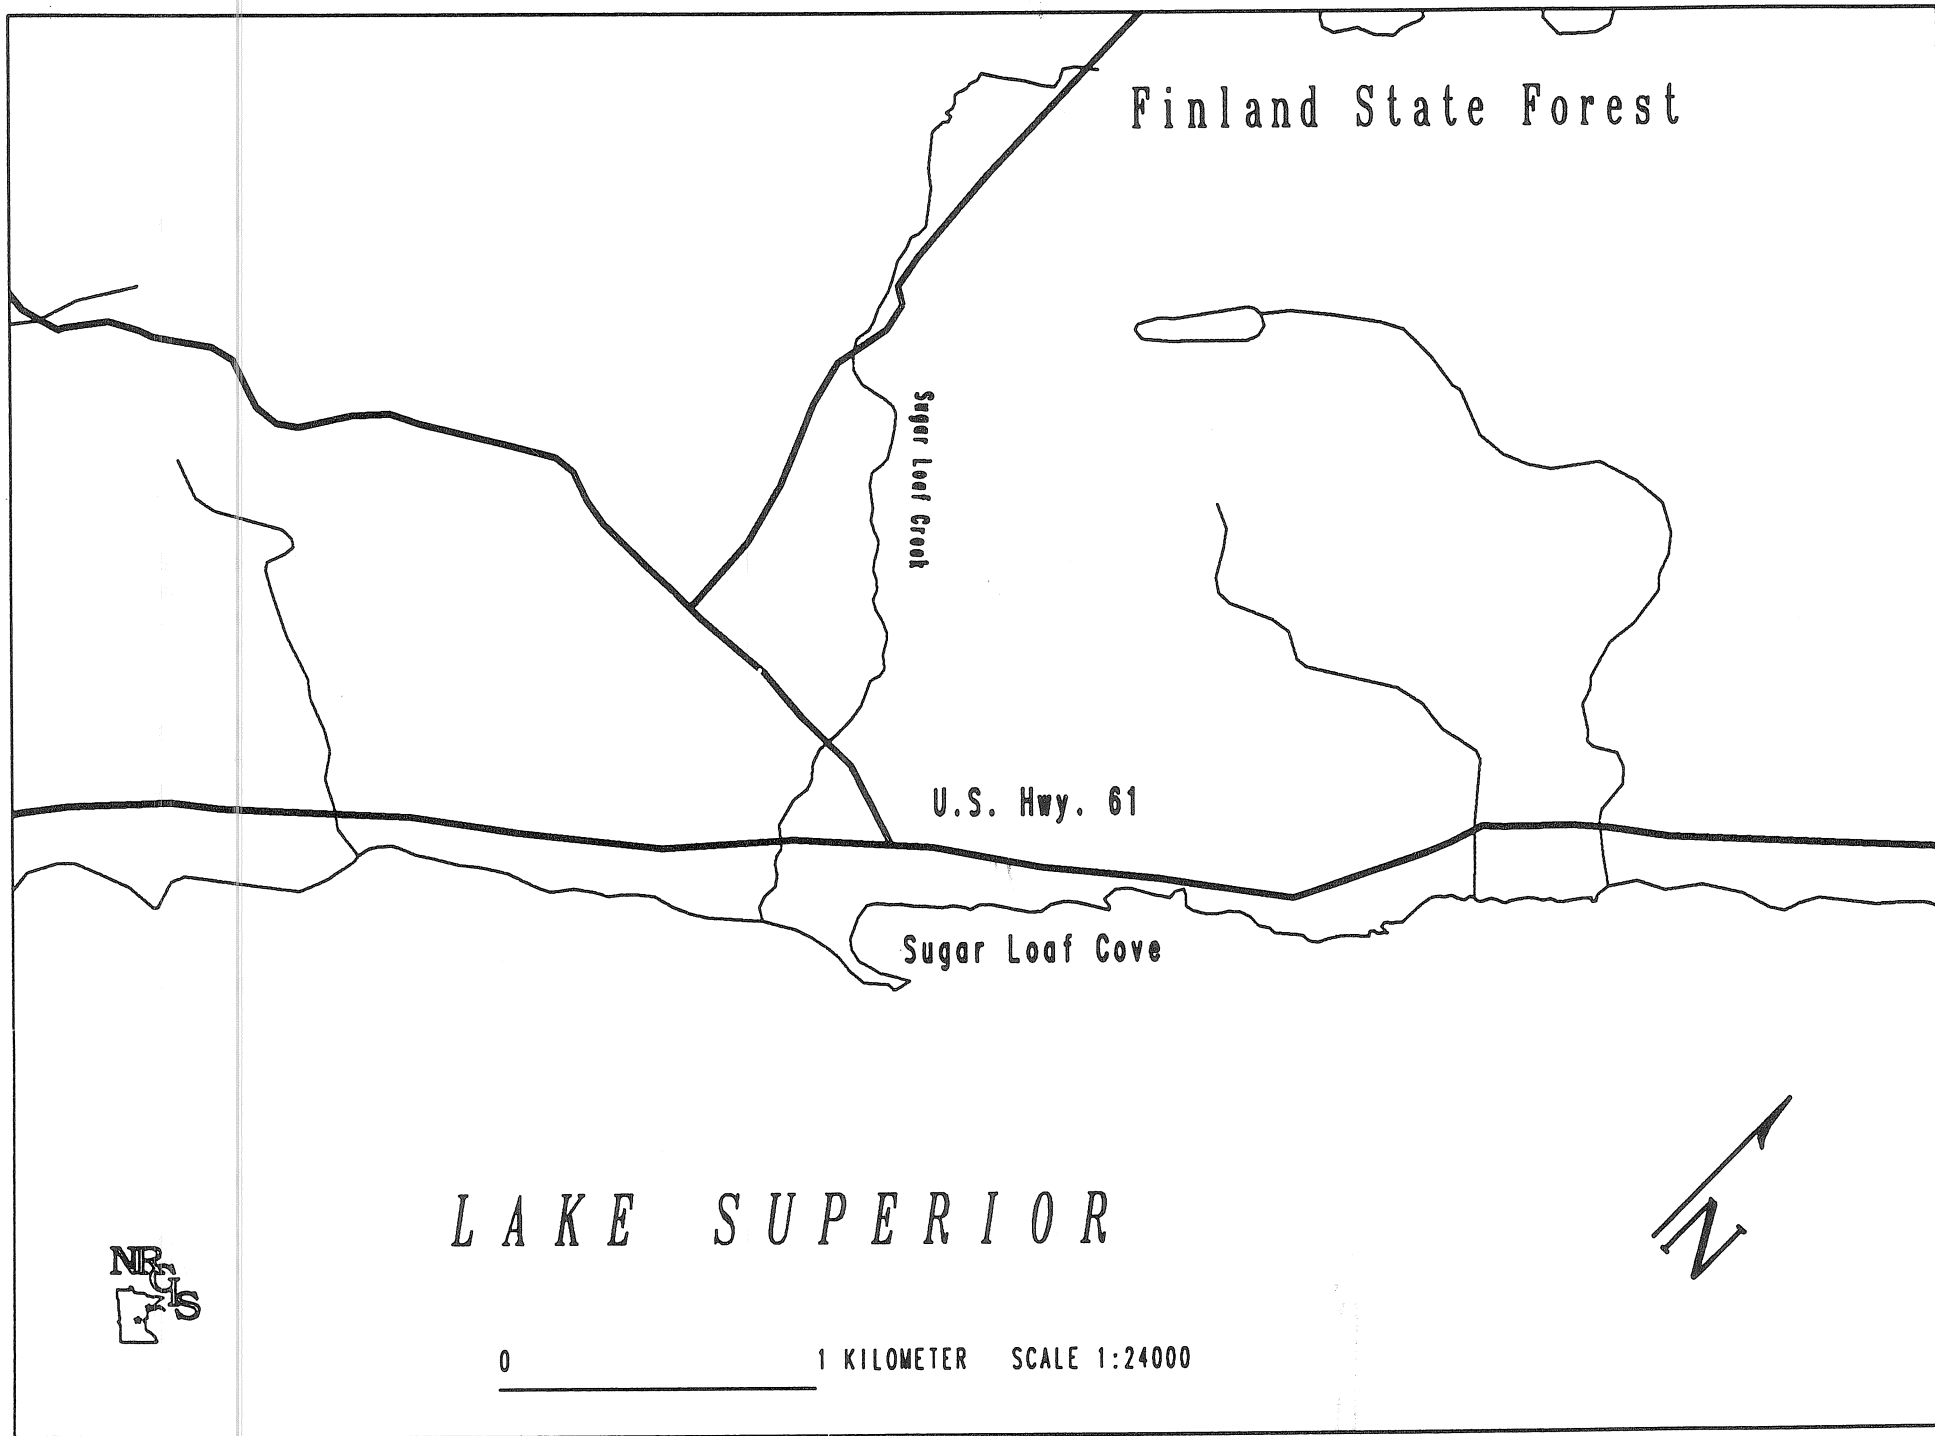 Finland State Forest
Sugar Loaf Creek
U.S. Hwy. 61
Sugar Loaf Cove
LAKE SUPERIOR
N
NRGIS
0 1 KILOMETER SCALE 1:24000